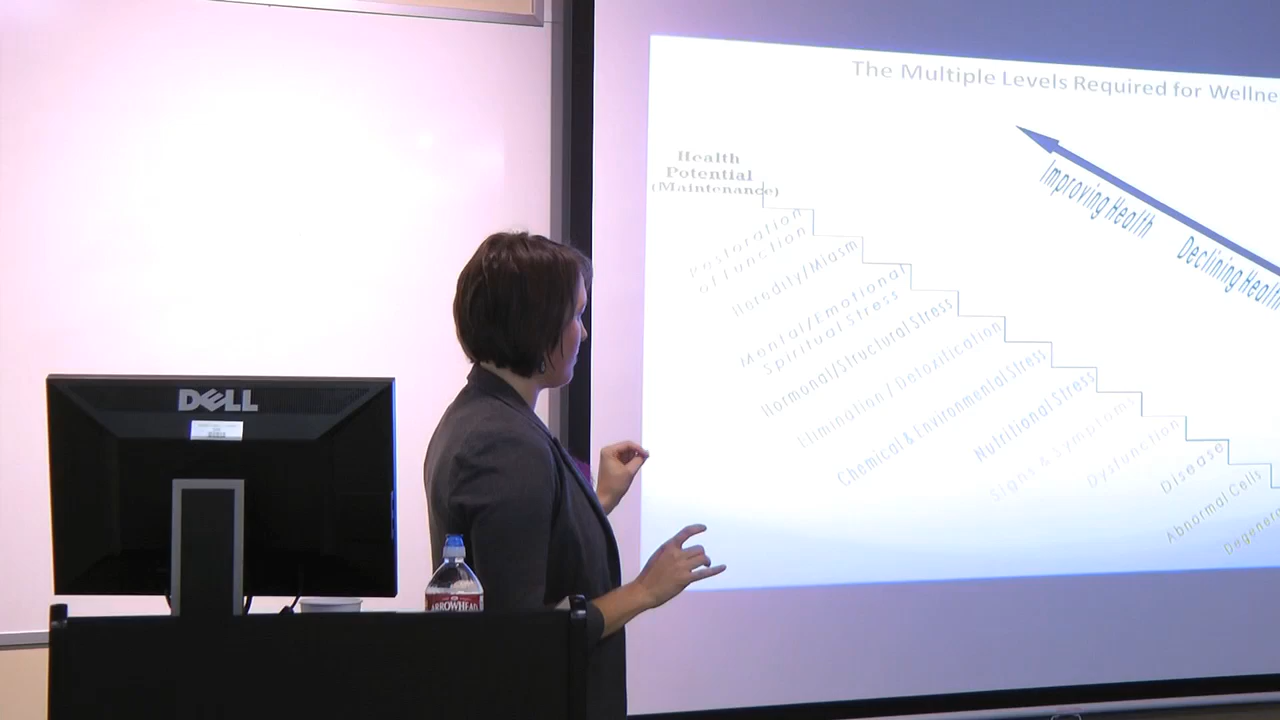 The Multiple Levels Required for Wellne
Health
Potential
(Maintenance)
Improving Health
Declining Health
of Function
Heredity/Miasm
Mental/Emotional
Spiritual Stress
Hormonal/Structural Stress
Elimination / Detoxification
Chemical & Environmental Stress
Nutritional Stress
Signs & Symptoms
Dysfunction
Disease
Abnormal Cells
Degener
DELL
ARROWHEAD